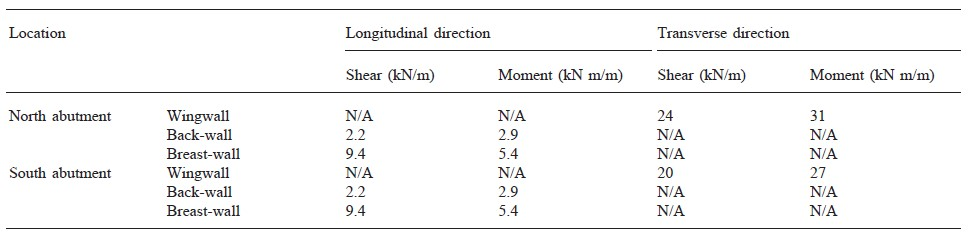 Location Longitudinal direction Transverse direction
Shear (kN/m) Moment (kN m/m) Shear (kN/m) Moment (kN m/m)
North abutment Wingwall N/A N/A 24 31
Back-wall 2.2 2.9 N/A N/A
Breast-wall 9.4 5.4 N/A N/A
South abutment Wingwall N/A N/A 20 27
Back-wall 2.2 2.9 N/A N/A
Breast-wall 9.4 5.4 N/A N/A